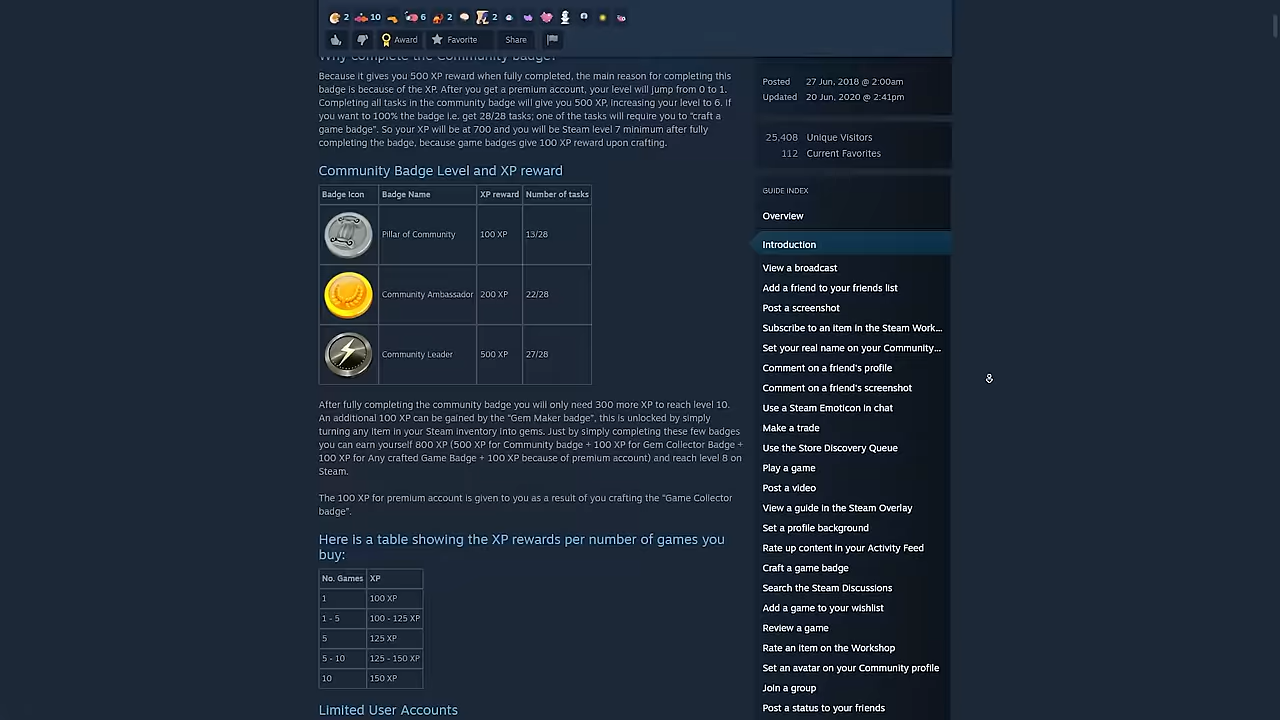 2 10 6 2 2
Award Favorite Share
Why complete the Community badge?
Because it gives you 500 XP reward when fully completed, the main reason for completing this
badge is because of the XP. After you get a premium account, your level will jump from 0 to 1.
Completing all tasks in the community badge will give you 500 XP, increasing your level to 6. If
you want to 100% the badge i.e. get 28/28 tasks; one of the tasks will require you to "craft a
game badge". So your XP will be at 700 and you will be Steam level 7 minimum after fully
completing the badge, because game badges give 100 XP reward upon crafting.
Community Badge Level and XP reward
Badge Icon Badge Name XP reward Number of tasks
Pillar of Community 100 XP 13/28
Community Ambassador 200 XP 22/28
Community Leader 500 XP 27/28
After fully completing the community badge you will only need 300 more XP to reach level 10.
An additional 100 XP can be gained by the "Gem Maker badge", this is unlocked by simply
turning any item in your Steam inventory into gems. Just by simply completing these few badges
you can earn yourself 800 XP (500 XP for Community badge + 100 XP for Gem Collector Badge +
100 XP for Any crafted Game Badge + 100 XP because of premium account) and reach level 8 on
Steam.
The 100 XP for premium account is given to you as a result of you crafting the "Game Collector
badge".
Here is a table showing the XP rewards per number of games you
buy:
No. Games XP
1 100 XP
1 - 5 100 - 125 XP
5 125 XP
5 - 10 125 - 150 XP
10 150 XP
Limited User Accounts
Posted 27 Jun, 2018 @ 2:00am
Updated 20 Jun, 2020 @ 2:41pm
25,408 Unique Visitors
112 Current Favorites
GUIDE INDEX
Overview
Introduction
View a broadcast
Add a friend to your friends list
Post a screenshot
Subscribe to an item in the Steam Work...
Set your real name on your Community...
Comment on a friend's profile
Comment on a friend's screenshot
Use a Steam Emoticon in chat
Make a trade
Use the Store Discovery Queue
Play a game
Post a video
View a guide in the Steam Overlay
Set a profile background
Rate up content in your Activity Feed
Craft a game badge
Search the Steam Discussions
Add a game to your wishlist
Review a game
Rate an item on the Workshop
Set an avatar on your Community profile
Join a group
Post a status to your friends